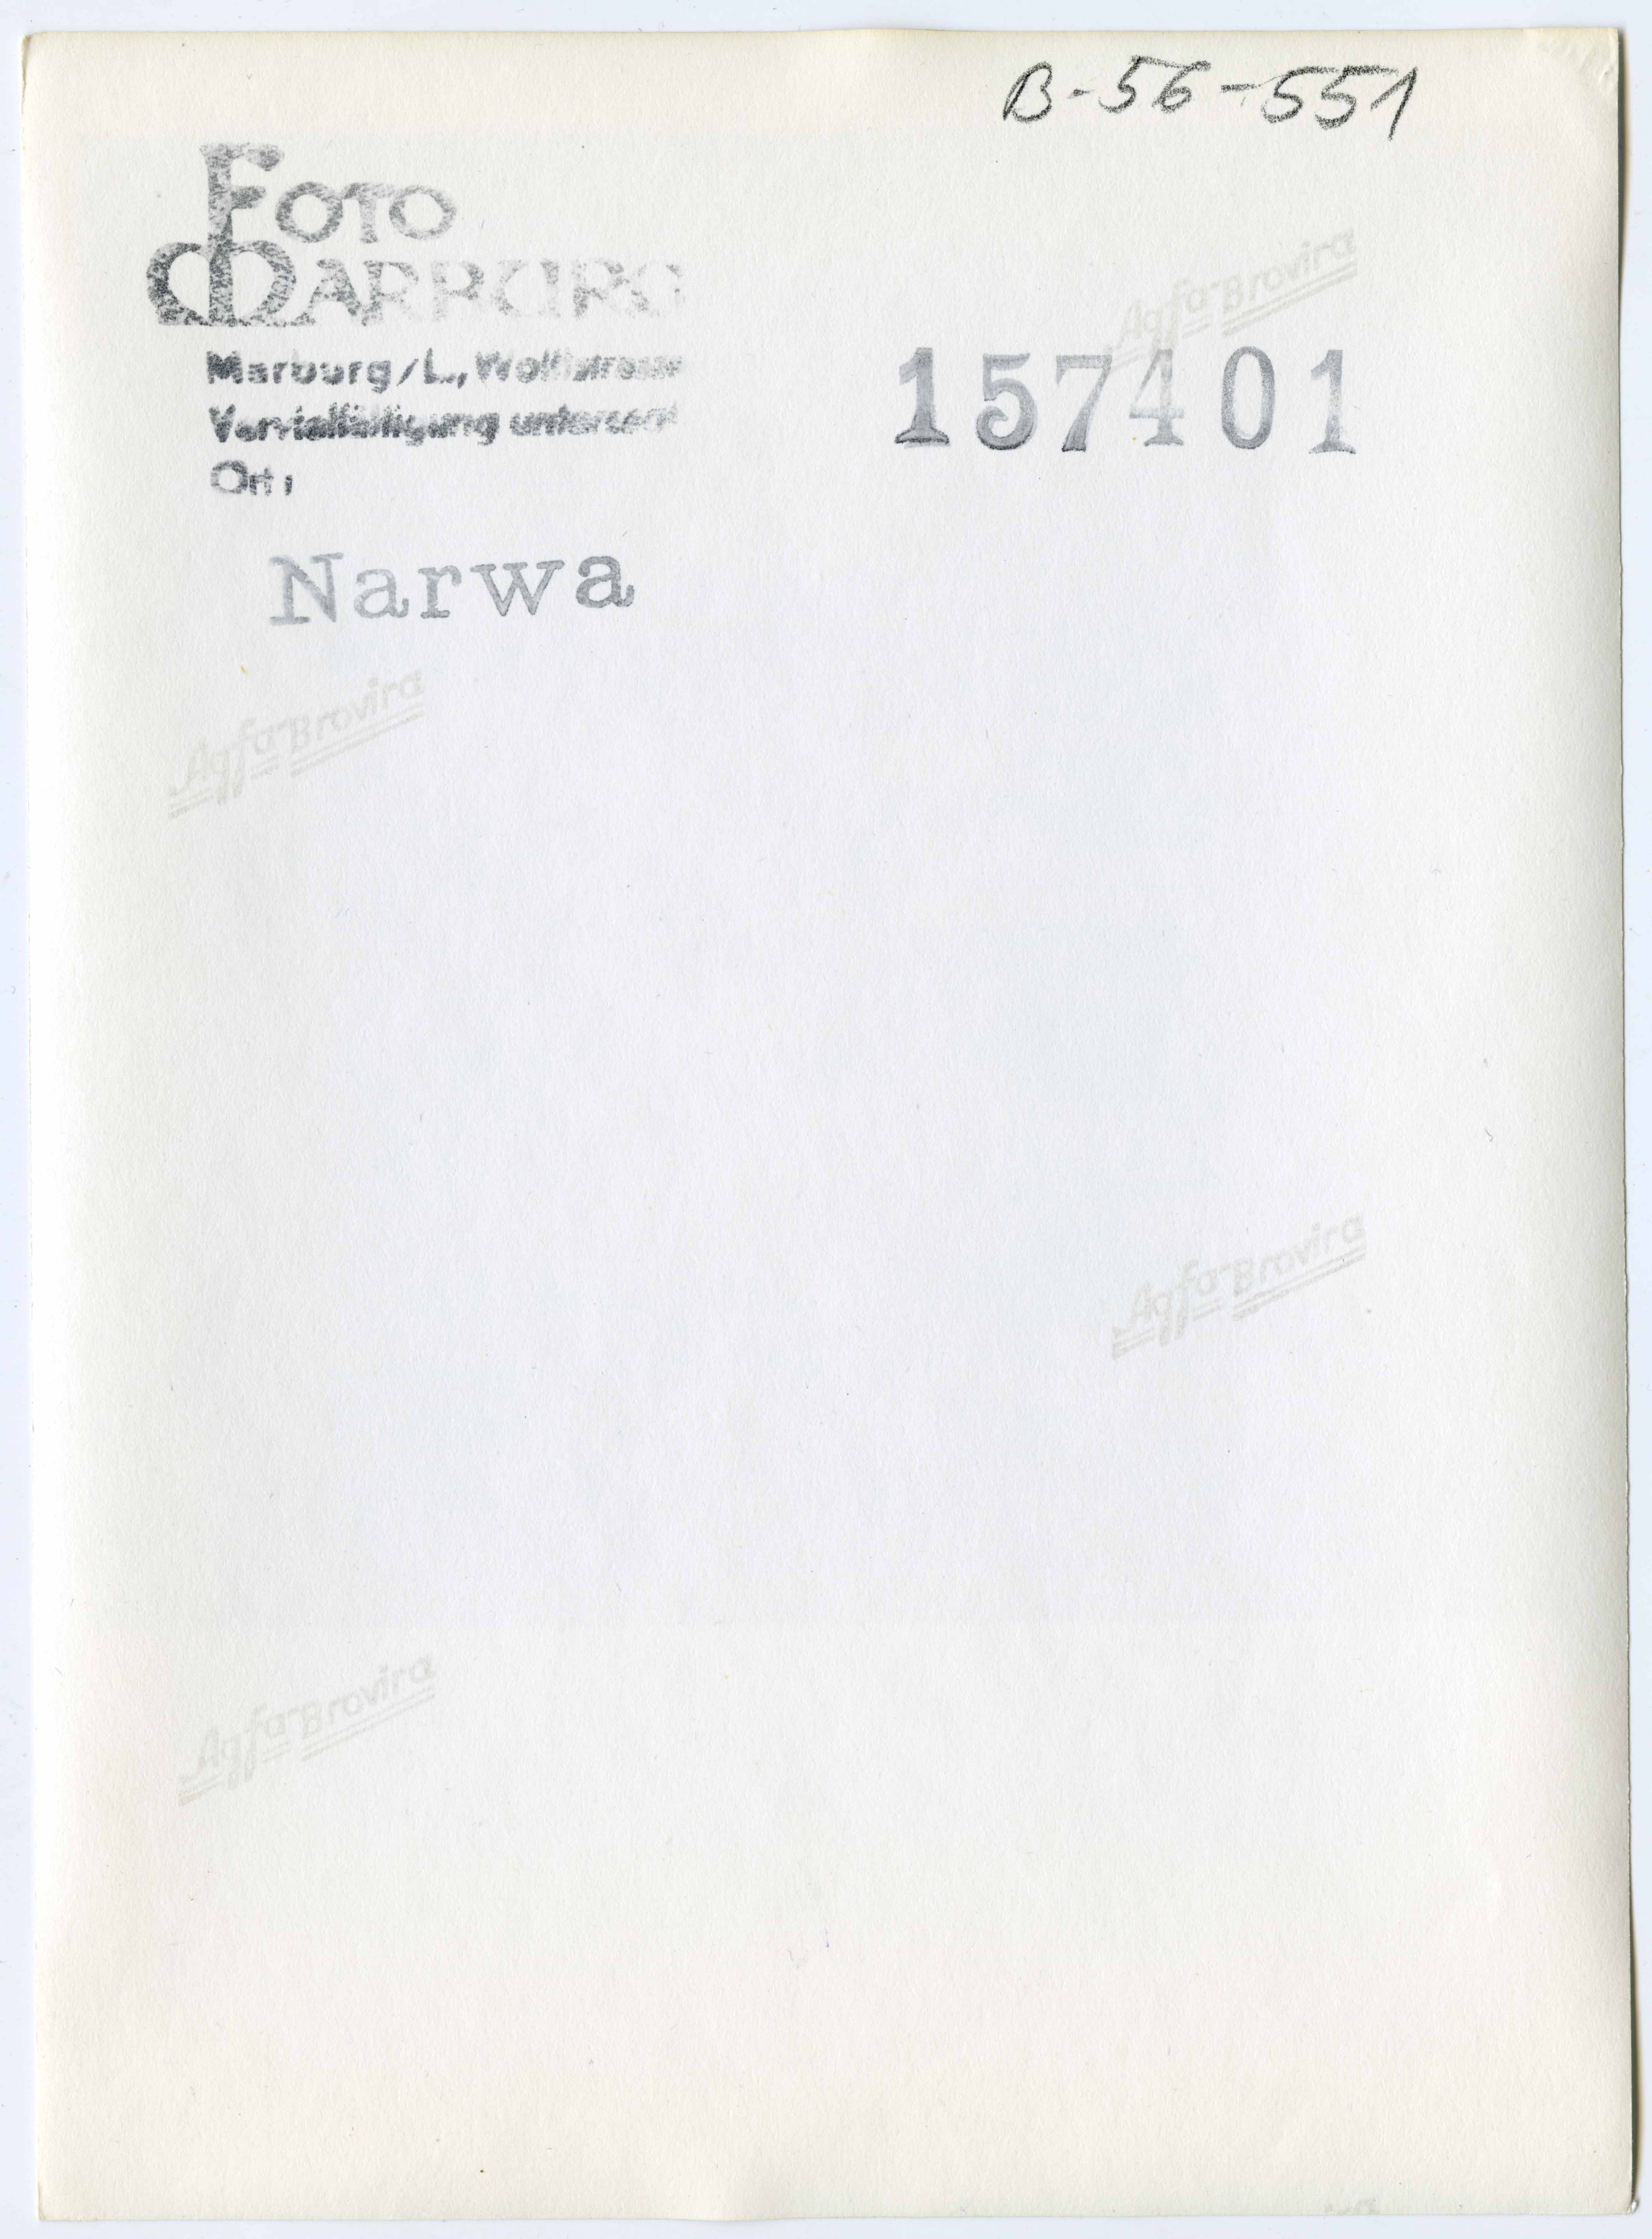 B-56-551
FOTO
MARBURG
Agfa-Brovira
157401
Marburg/L., Wolffstrasse
Vervielfältigung untersagt
Ort:
Narwa
Agfa-Brovira
Agfa-Brovira
Agfa-Brovira